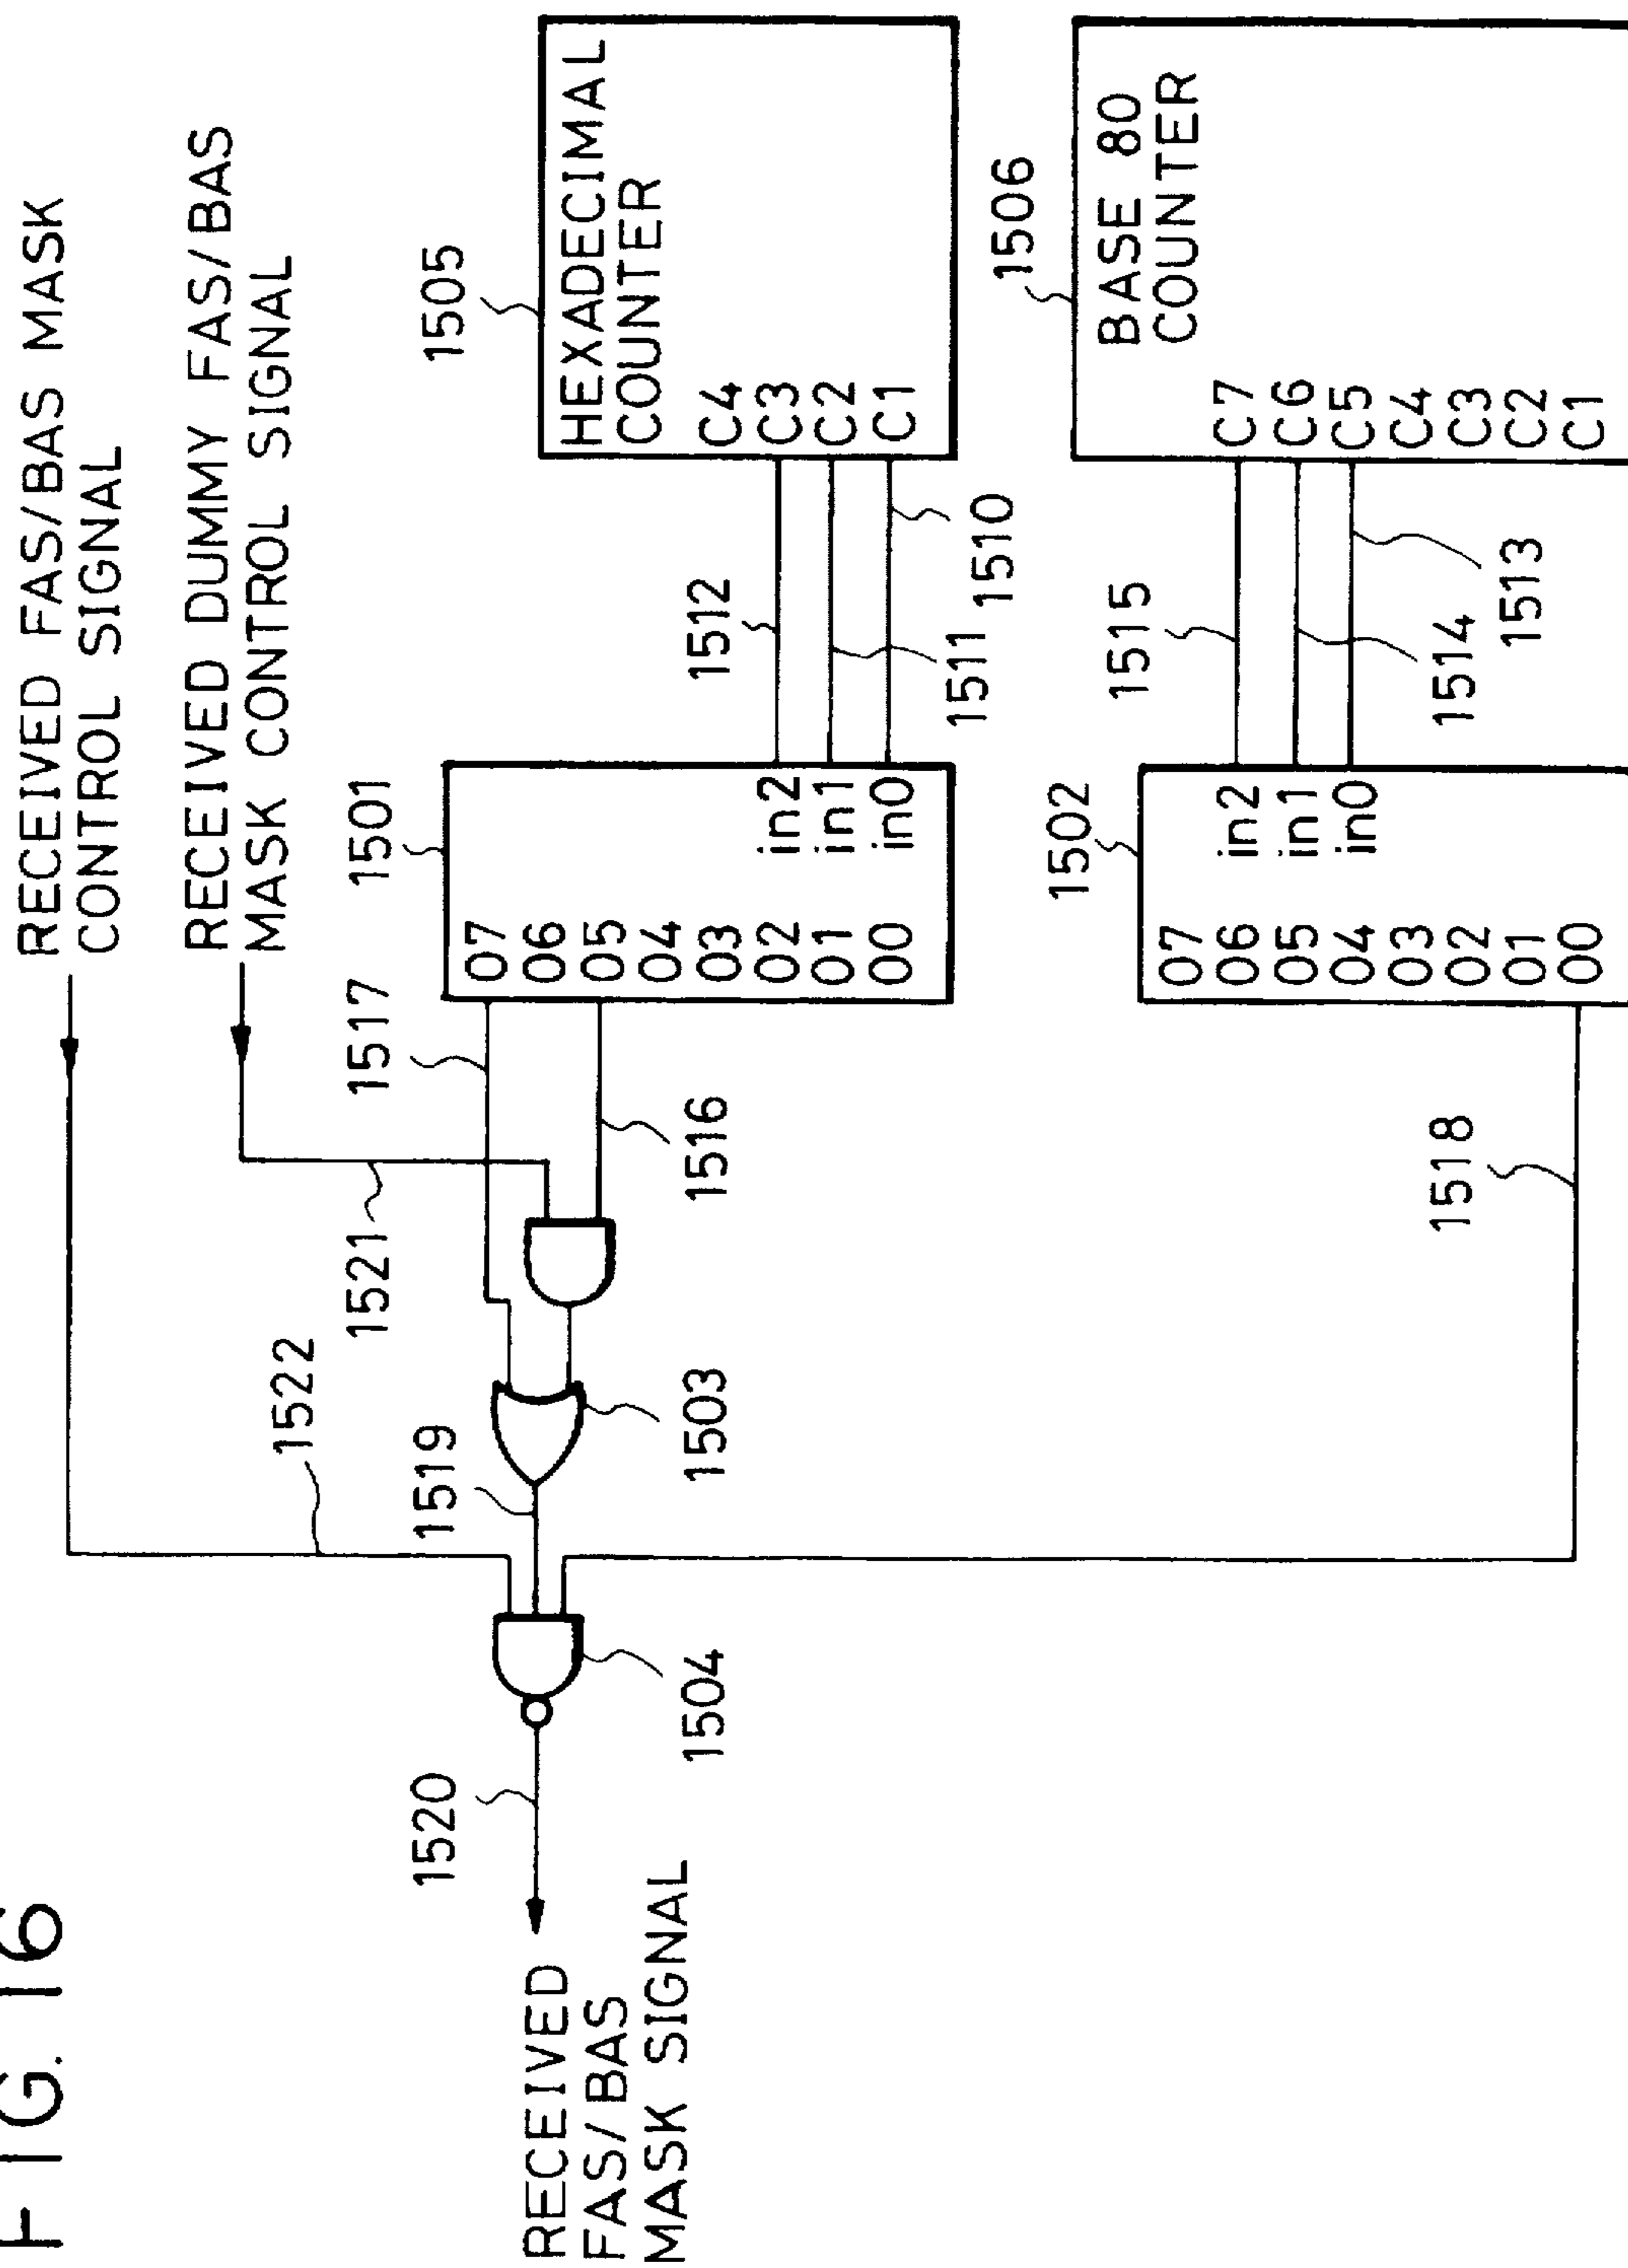 FIG. 16
RECEIVED FAS/BAS MASK
CONTROL SIGNAL
RECEIVED DUMMY FAS/BAS
MASK CONTROL SIGNAL
1522
1521
1517
1501
1505
HEXADECIMAL
COUNTER
C4
C3
C2
C1
1512
1511
1510
in2
in1
in0
07
06
05
04
03
02
01
00
1516
1503
1519
1504
1520
RECEIVED
FAS/BAS
MASK SIGNAL
1506
BASE 80
COUNTER
C7
C6
C5
C4
C3
C2
C1
1515
1514
1513
1502
in2
in1
in0
07
06
05
04
03
02
01
00
1518